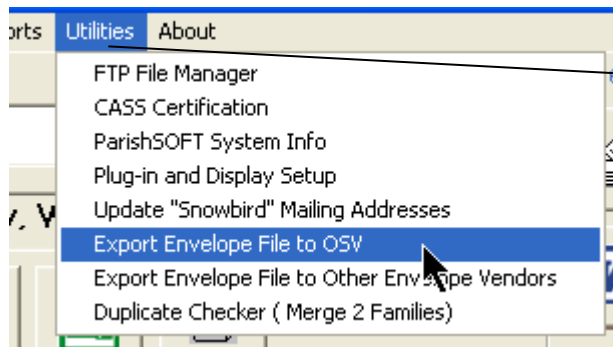 orts Utilities About
FTP File Manager
CASS Certification
ParishSOFT System Info
Plug-in and Display Setup
Update "Snowbird" Mailing Addresses
Export Envelope File to OSV
Export Envelope File to Other Envelope Vendors
Duplicate Checker ( Merge 2 Families)